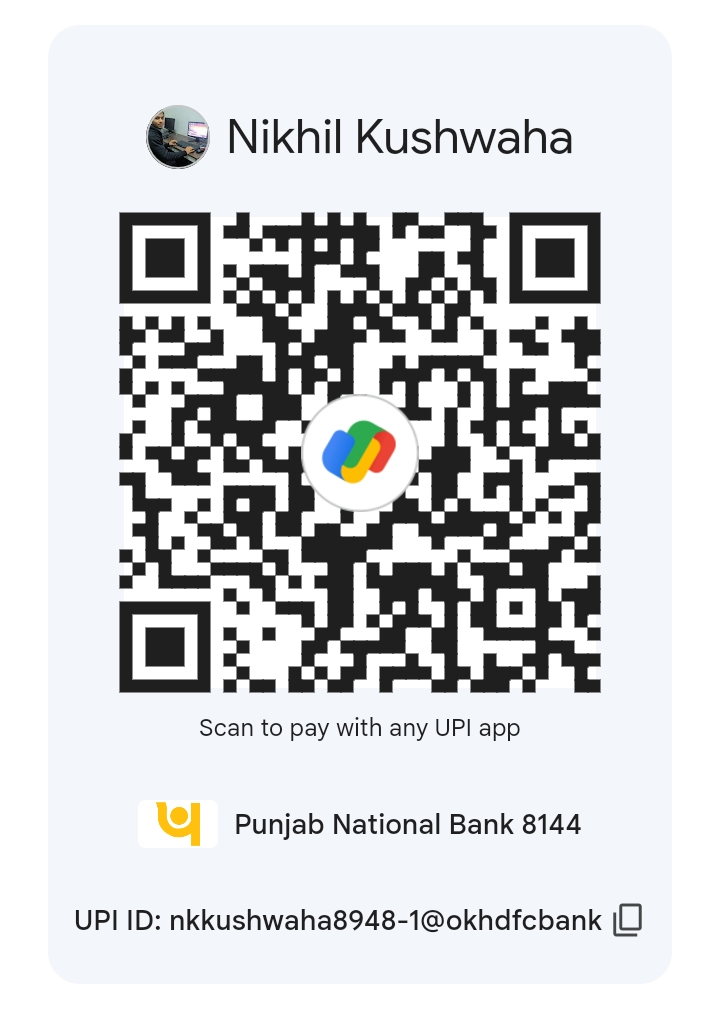 Nikhil Kushwaha
Scan to pay with any UPI app
Punjab National Bank 8144
UPI ID: nkkushwaha8948-1@okhdfcbank